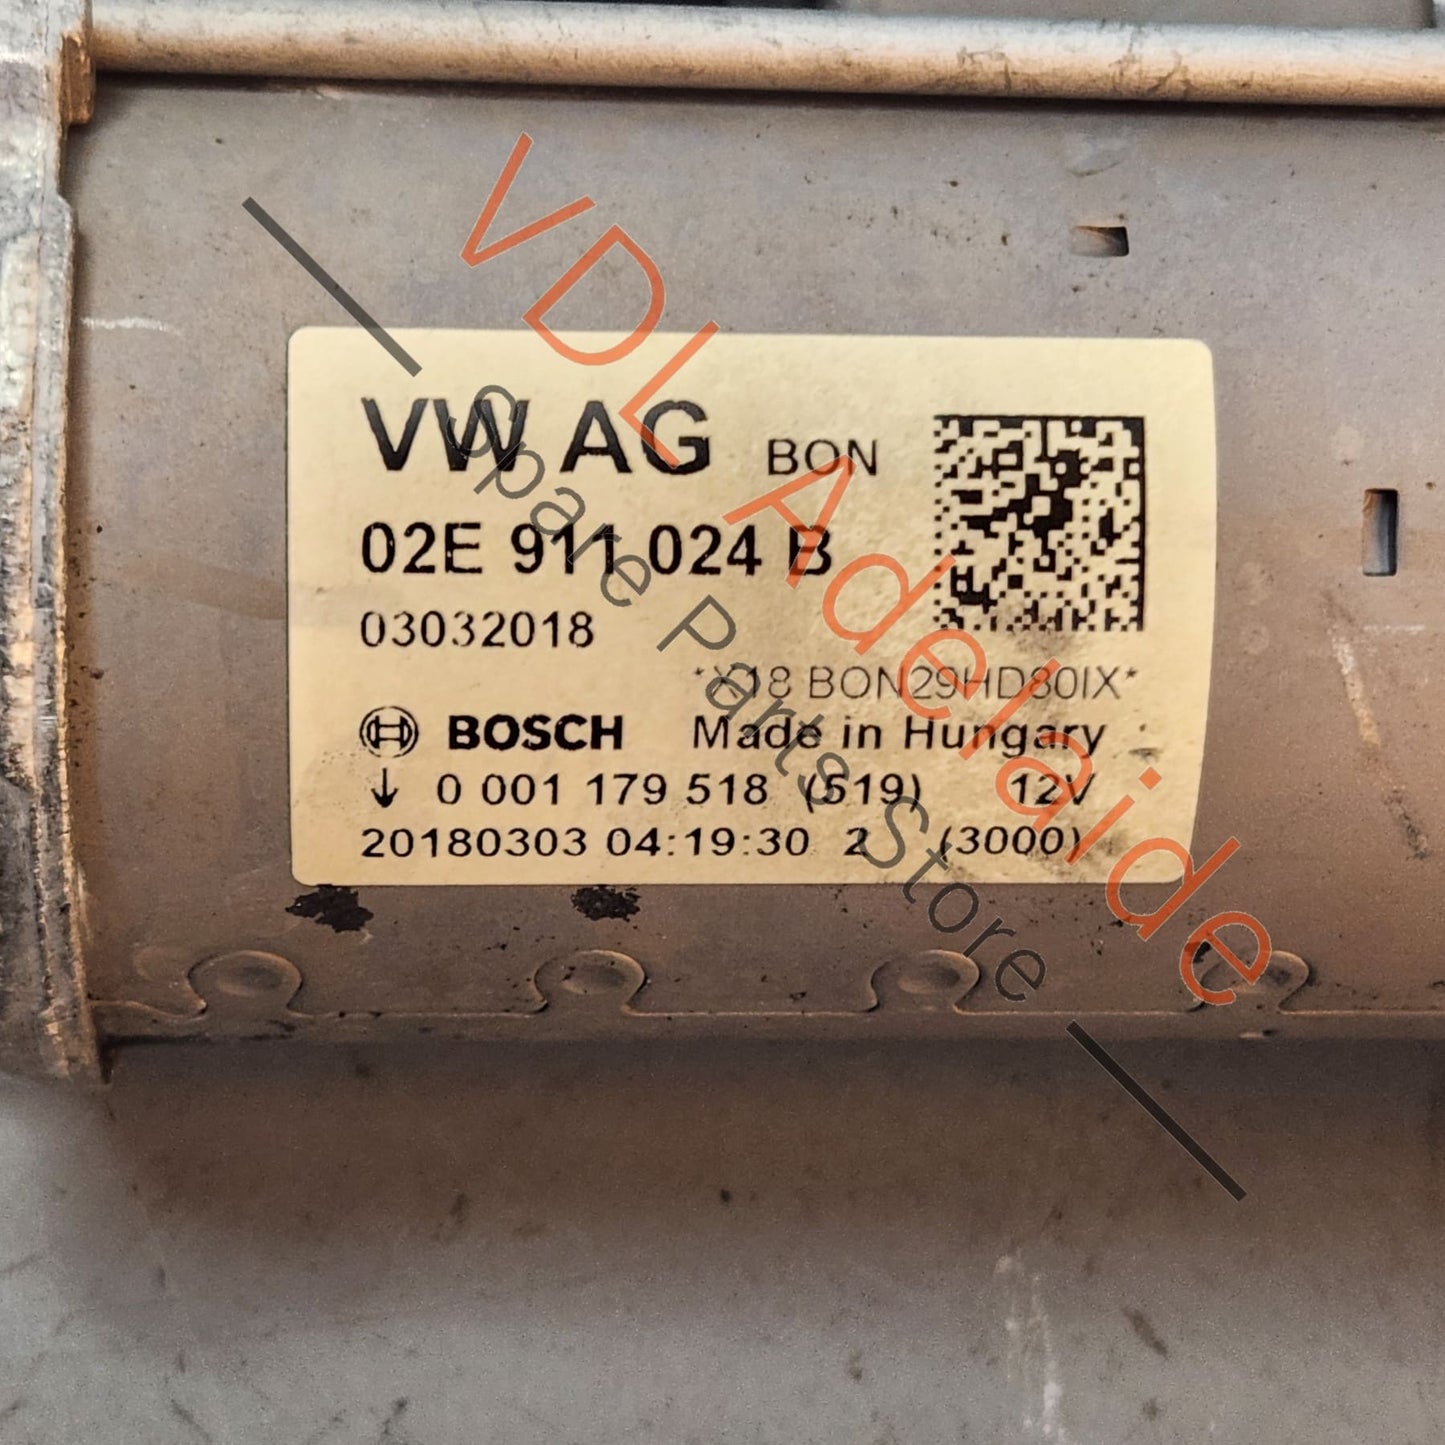 VW AG BON
02E 911 024 B
03032018
*X18 BON29HD80IX*
BOSCH Made in Hungary
↓ 0 001 179 518 (519) 12V
20180303 04:19:30 2 (3000)
VDL Adelaide
Spare Parts Store